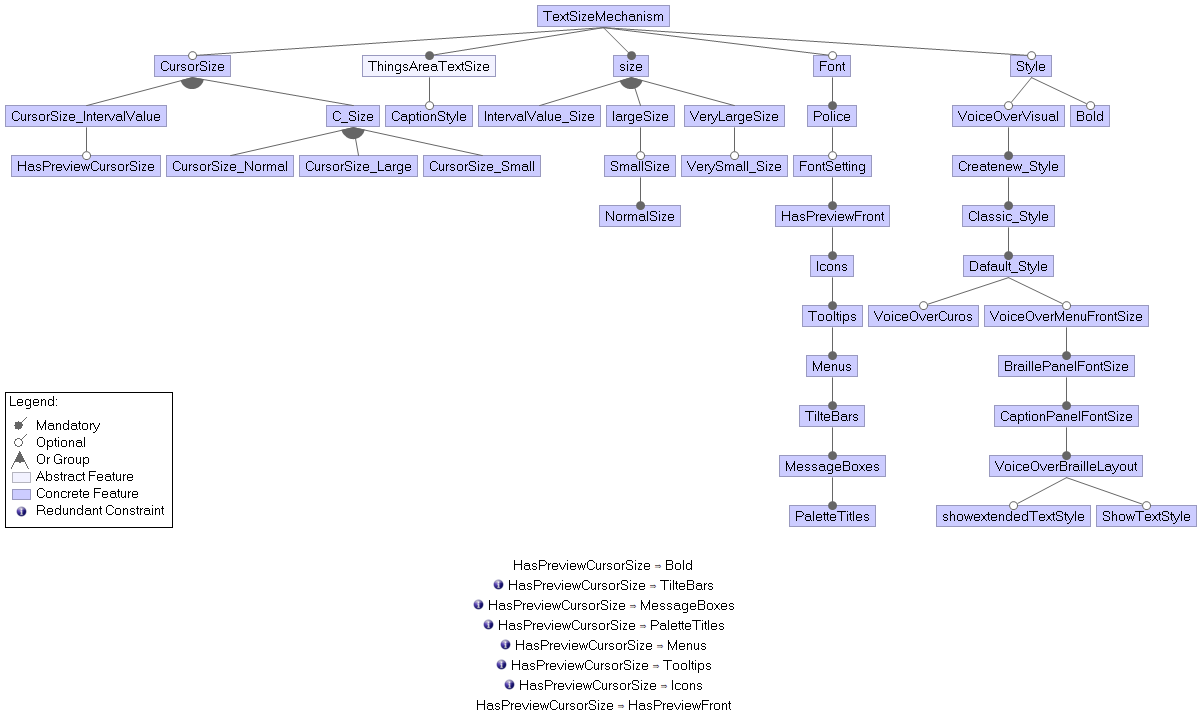 TextSizeMechanism
CursorSize ThingsAreaTextSize size Font Style
CursorSize_IntervalValue C_Size CaptionStyle IntervalValue_Size largeSize VeryLargeSize Police VoiceOverVisual Bold
HasPreviewCursorSize CursorSize_Normal CursorSize_Large CursorSize_Small SmallSize VerySmall_Size FontSetting Createnew_Style
NormalSize HasPreviewFront Classic_Style
Icons Dafault_Style
Tooltips VoiceOverCuros VoiceOverMenuFrontSize
Menus BraillePanelFontSize
TilteBars CaptionPanelFontSize
MessageBoxes VoiceOverBrailleLayout
PaletteTitles showextendedTextStyle ShowTextStyle
Legend:
Mandatory
Optional
Or Group
Abstract Feature
Concrete Feature
Redundant Constraint
HasPreviewCursorSize ⇒ Bold
HasPreviewCursorSize ⇒ TilteBars
HasPreviewCursorSize ⇒ MessageBoxes
HasPreviewCursorSize ⇒ PaletteTitles
HasPreviewCursorSize ⇒ Menus
HasPreviewCursorSize ⇒ Tooltips
HasPreviewCursorSize ⇒ Icons
HasPreviewCursorSize ⇒ HasPreviewFront